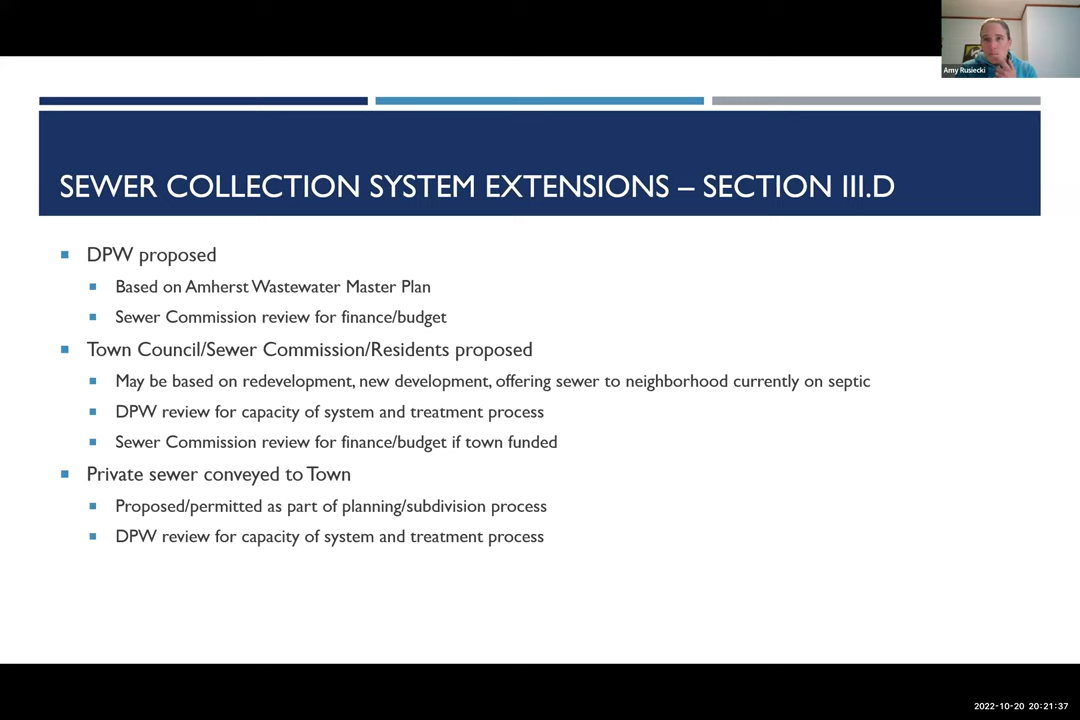 Amy Rusiecki
SEWER COLLECTION SYSTEM EXTENSIONS – SECTION III.D
DPW proposed
Based on Amherst Wastewater Master Plan
Sewer Commission review for finance/budget
Town Council/Sewer Commission/Residents proposed
May be based on redevelopment, new development, offering sewer to neighborhood currently on septic
DPW review for capacity of system and treatment process
Sewer Commission review for finance/budget if town funded
Private sewer conveyed to Town
Proposed/permitted as part of planning/subdivision process
DPW review for capacity of system and treatment process
2022-10-20 20:21:37